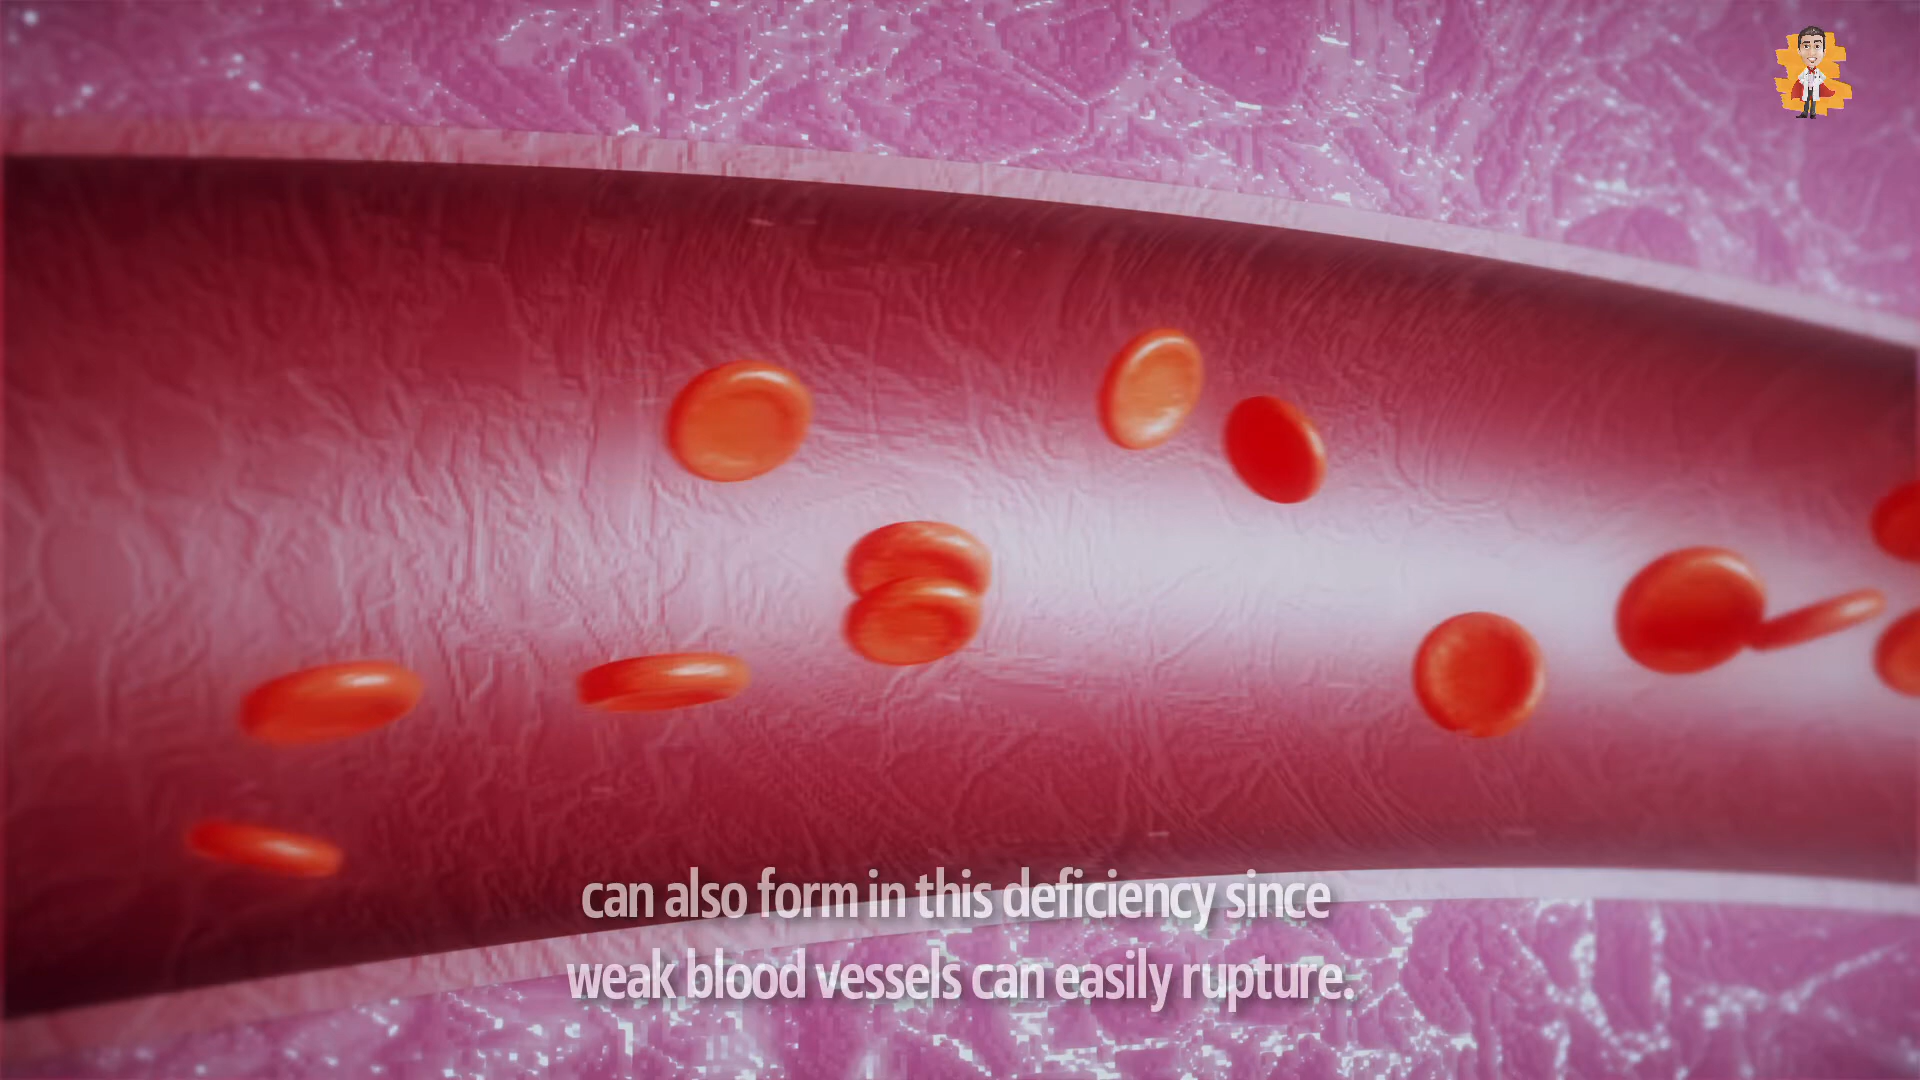 can also form in this deficiency since
weak blood vessels can easily rupture.